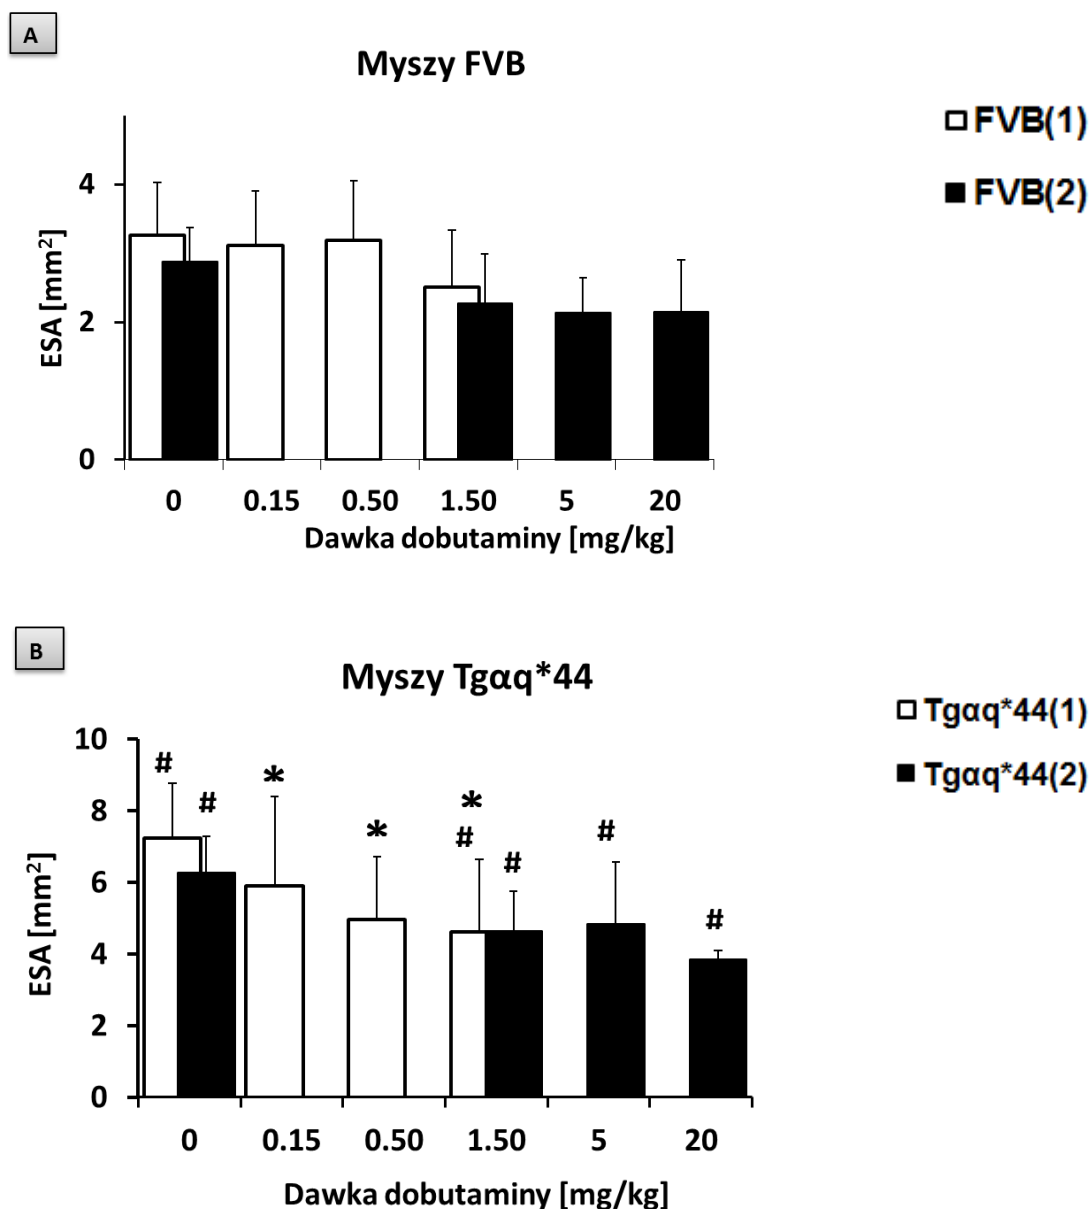 A
Myszy FVB
FVB(1)
FVB(2)
4
2
0
ESA [mm²]
0 0.15 0.50 1.50 5 20
Dawka dobutaminy [mg/kg]
B
Myszy Tgαq*44
Tgαq*44(1)
Tgαq*44(2)
10
8
6
4
2
0
ESA [mm²]
# # * * * # # # #
0 0.15 0.50 1.50 5 20
Dawka dobutaminy [mg/kg]